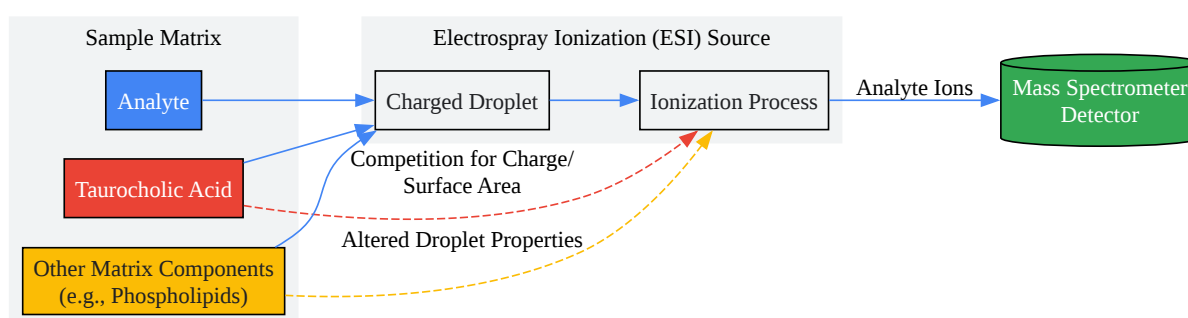 Sample Matrix
Electrospray Ionization (ESI) Source
Analyte
Charged Droplet
Ionization Process
Analyte Ions
Mass Spectrometer
Detector
Taurocholic Acid
Competition for Charge/
Surface Area
Altered Droplet Properties
Other Matrix Components
(e.g., Phospholipids)